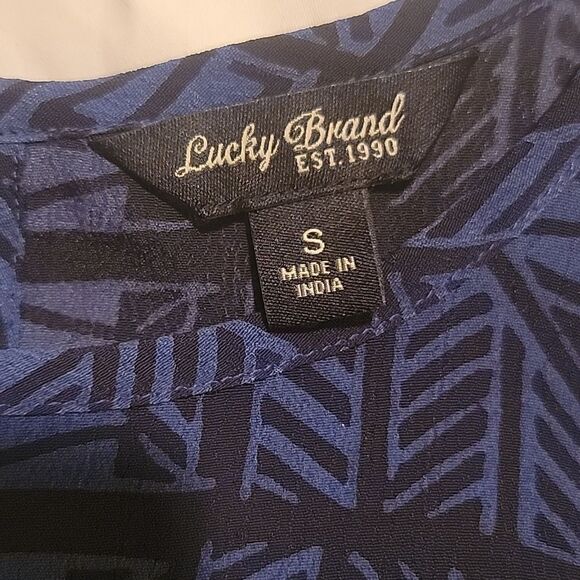 Lucky Brand
EST. 1990
S
MADE IN
INDIA